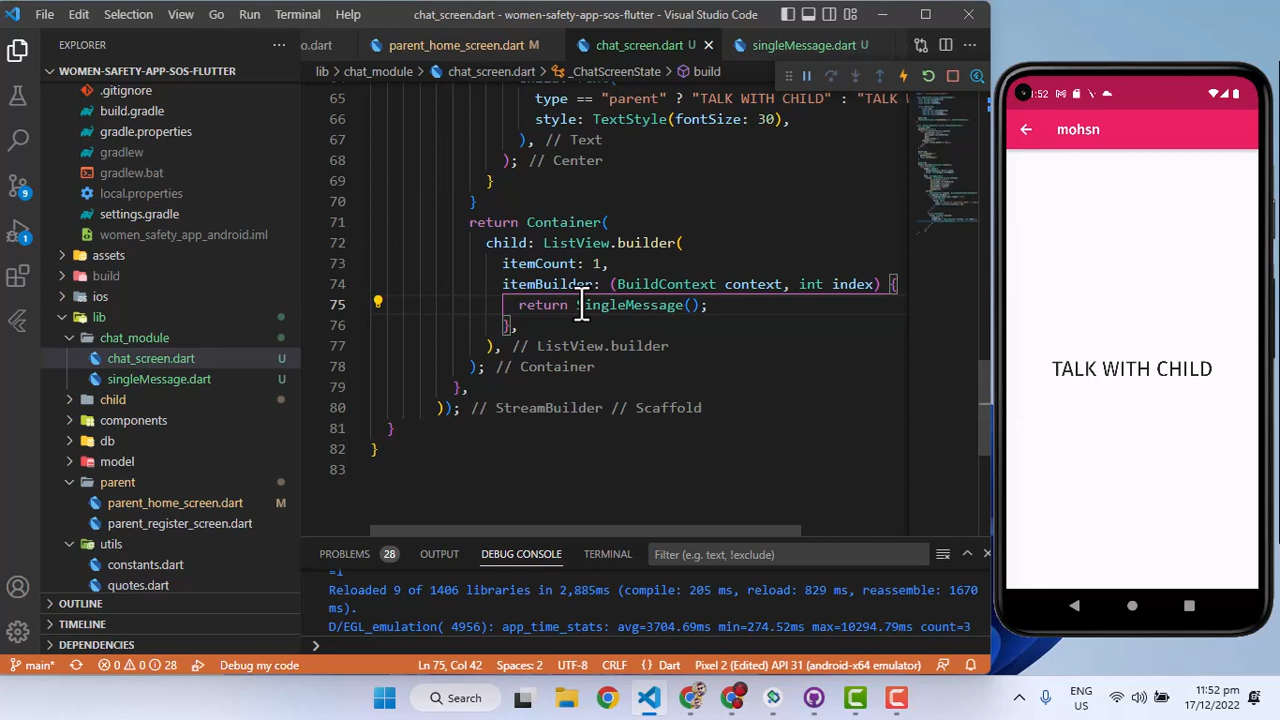 File Edit Selection View Go Run Terminal Help chat_screen.dart - women-safety-app-sos-flutter - Visual Studio Code
EXPLORER
WOMEN-SAFETY-APP-SOS-FLUTTER
.gitignore
build.gradle
gradle.properties
gradlew
gradlew.bat
local.properties
settings.gradle
women_safety_app_android.iml
assets
build
ios
lib
chat_module
chat_screen.dart U
singleMessage.dart U
child
components
db
model
parent
parent_home_screen.dart M
parent_register_screen.dart
utils
constants.dart
quotes.dart
OUTLINE
TIMELINE
DEPENDENCIES
o.dart parent_home_screen.dart M chat_screen.dart U singleMessage.dart U
lib > chat_module > chat_screen.dart > _ChatScreenState > build
65 type == "parent" ? "TALK WITH CHILD" : "TALK W
66 style: TextStyle(fontSize: 30),
67 ), // Text
68 ); // Center
69 }
70 }
71 return Container(
72 child: ListView.builder(
73 itemCount: 1,
74 itemBuilder: (BuildContext context, int index) {
75 return SingleMessage();
76 },
77 ), // ListView.builder
78 ); // Container
79 },
80 )); // StreamBuilder // Scaffold
81 }
82 }
83
PROBLEMS 28 OUTPUT DEBUG CONSOLE TERMINAL Filter (e.g. text, !exclude)
=1
Reloaded 9 of 1406 libraries in 2,885ms (compile: 205 ms, reload: 829 ms, reassemble: 1670
ms).
D/EGL_emulation( 4956): app_time_stats: avg=3704.69ms min=274.52ms max=10294.79ms count=3
9
1
main* 0 0 28 Debug my code Ln 75, Col 42 Spaces: 2 UTF-8 CRLF {} Dart Pixel 2 (Edited) API 31 (android-x64 emulator)
1:52
mohsn
TALK WITH CHILD
Search
ENG
US
11:52 pm
17/12/2022